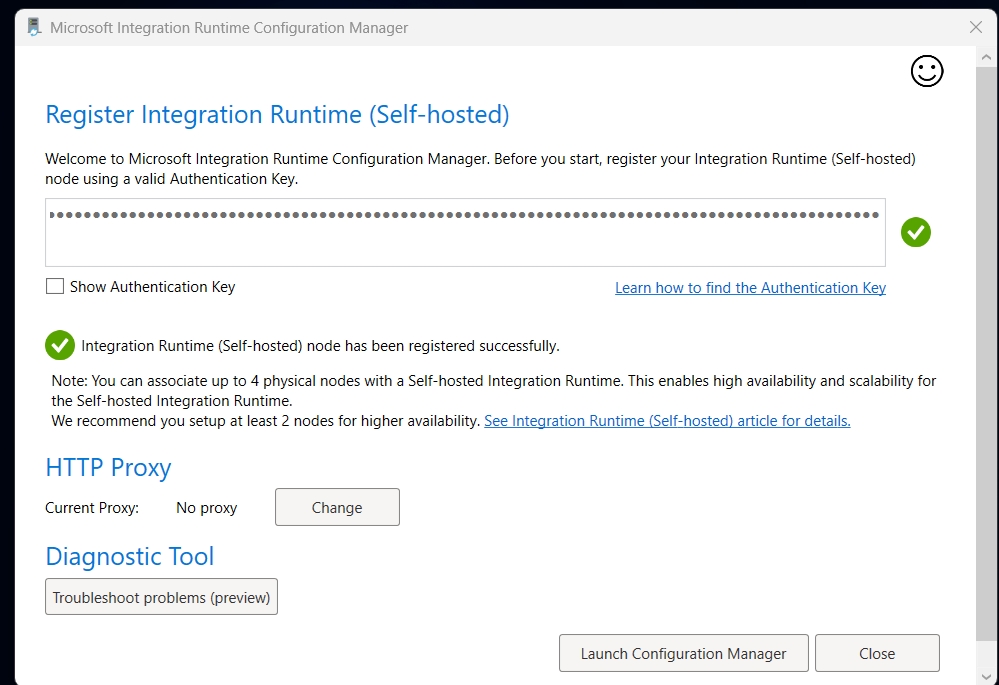 Microsoft Integration Runtime Configuration Manager
Register Integration Runtime (Self-hosted)
Welcome to Microsoft Integration Runtime Configuration Manager. Before you start, register your Integration Runtime (Self-hosted)
node using a valid Authentication Key.
Show Authentication Key
Learn how to find the Authentication Key
Integration Runtime (Self-hosted) node has been registered successfully.
Note: You can associate up to 4 physical nodes with a Self-hosted Integration Runtime. This enables high availability and scalability for
the Self-hosted Integration Runtime.
We recommend you setup at least 2 nodes for higher availability. See Integration Runtime (Self-hosted) article for details.
HTTP Proxy
Current Proxy: No proxy Change
Diagnostic Tool
Troubleshoot problems (preview)
Launch Configuration Manager Close